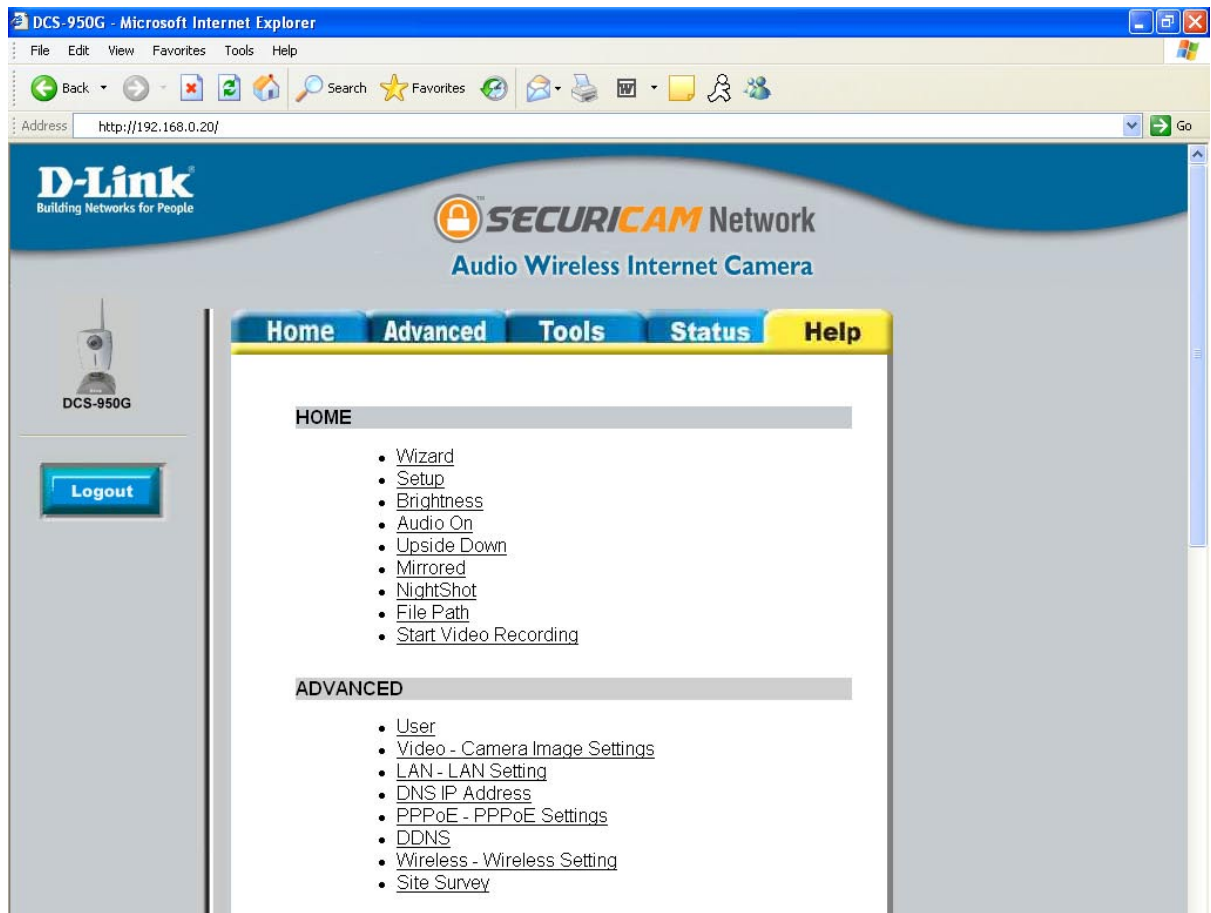 DCS-950G - Microsoft Internet Explorer
File Edit View Favorites Tools Help
Back Search Favorites
Address http://192.168.0.20/ Go
D-Link®
Building Networks for People
SECURICAM™ Network
Audio Wireless Internet Camera
DCS-950G
Logout
Home Advanced Tools Status Help
HOME
Wizard
Setup
Brightness
Audio On
Upside Down
Mirrored
NightShot
File Path
Start Video Recording
ADVANCED
User
Video - Camera Image Settings
LAN - LAN Setting
DNS IP Address
PPPoE - PPPoE Settings
DDNS
Wireless - Wireless Setting
Site Survey